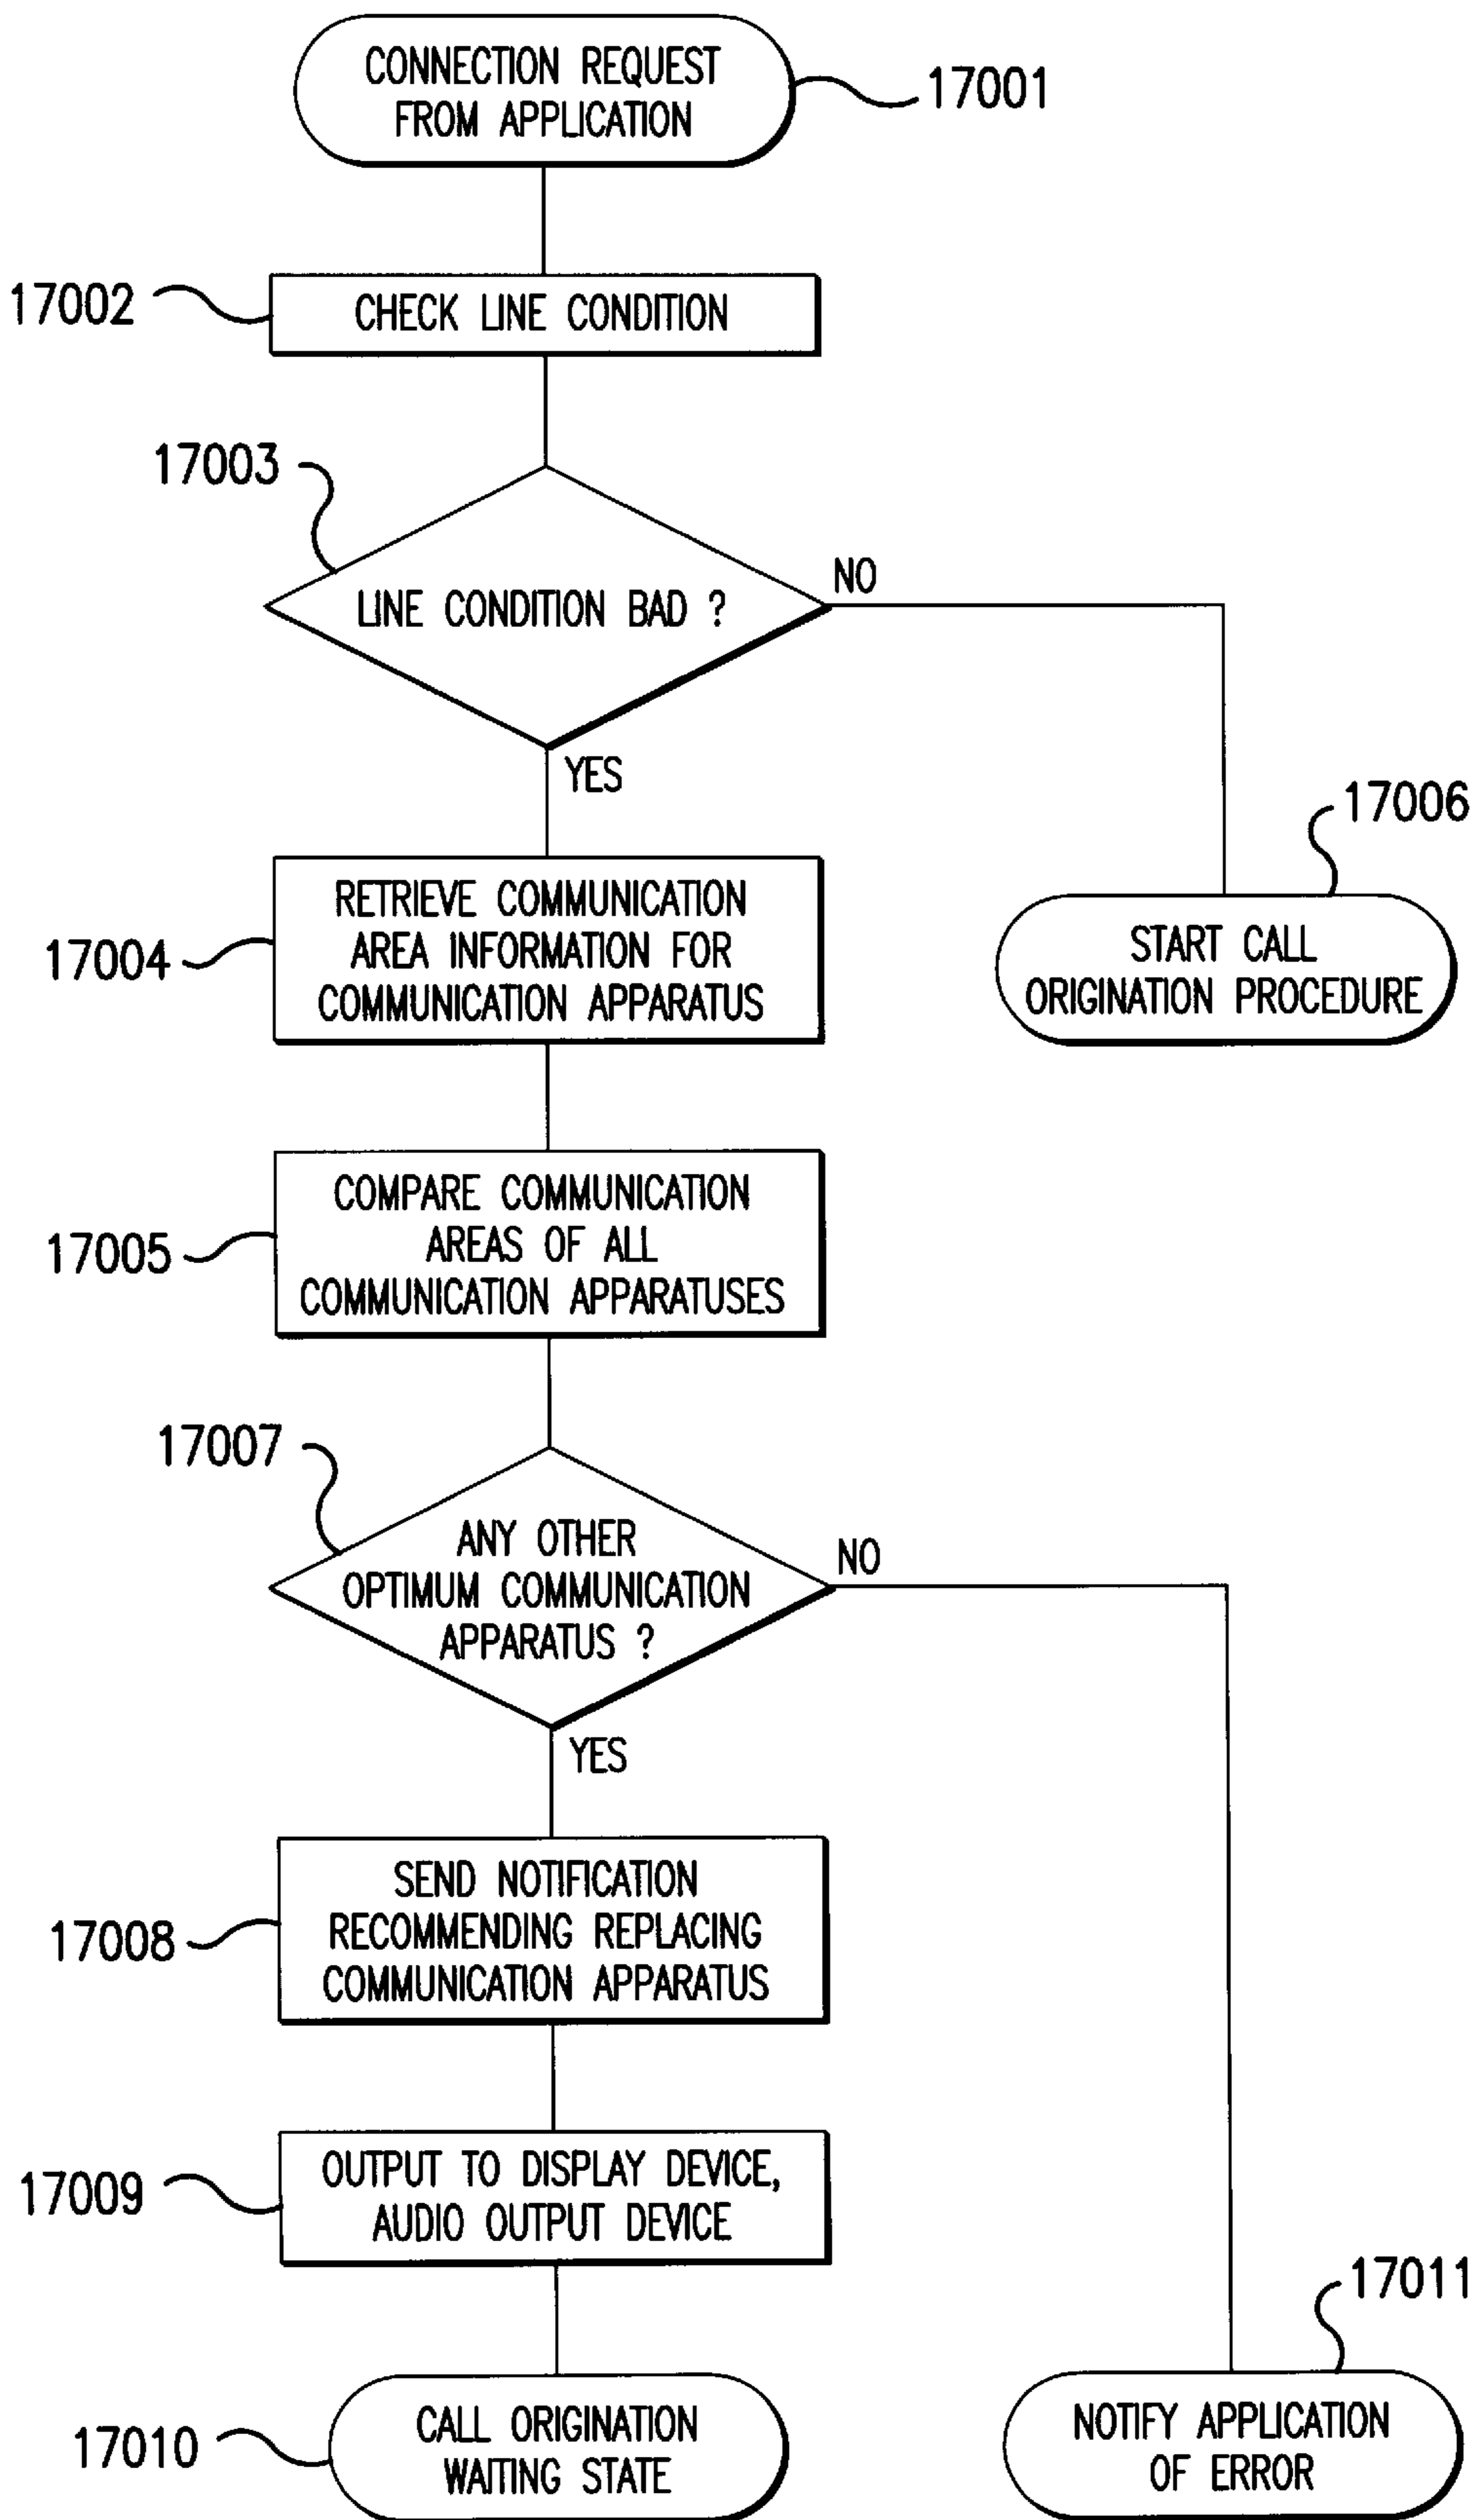 CONNECTION REQUEST
FROM APPLICATION
17001
17002
CHECK LINE CONDITION
17003
LINE CONDITION BAD ?
NO
YES
17006
START CALL
ORIGINATION PROCEDURE
17004
RETRIEVE COMMUNICATION
AREA INFORMATION FOR
COMMUNICATION APPARATUS
17005
COMPARE COMMUNICATION
AREAS OF ALL
COMMUNICATION APPARATUSES
17007
ANY OTHER
OPTIMUM COMMUNICATION
APPARATUS ?
NO
YES
17008
SEND NOTIFICATION
RECOMMENDING REPLACING
COMMUNICATION APPARATUS
17009
OUTPUT TO DISPLAY DEVICE,
AUDIO OUTPUT DEVICE
17010
CALL ORIGINATION
WAITING STATE
17011
NOTIFY APPLICATION
OF ERROR